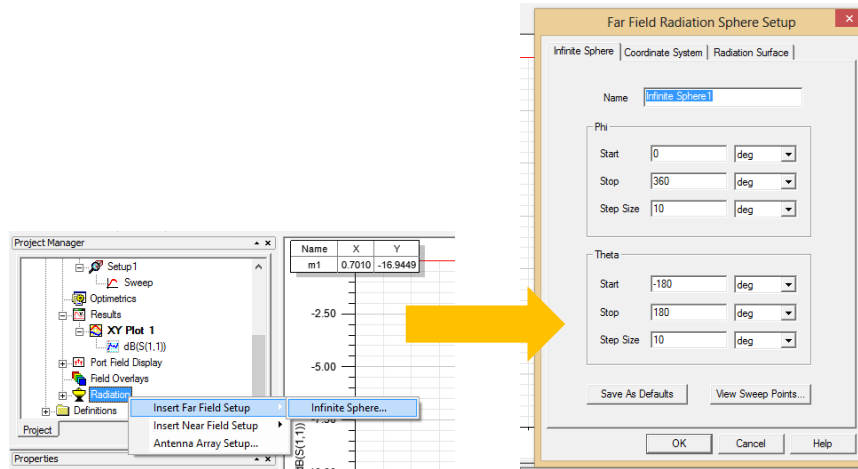 Project Manager
Setup1
Sweep
Optimetrics
Results
XY Plot 1
dB(S(1,1))
Port Field Display
Field Overlays
Radiation
Definitions
Project
Properties
Insert Far Field Setup
Insert Near Field Setup
Antenna Array Setup...
Infinite Sphere...
Name X Y
m1 0.7010 -16.9449
-2.50
-5.00
-7.50
dB(S(1,1))
Far Field Radiation Sphere Setup
Infinite Sphere Coordinate System Radiation Surface
Name Infinite Sphere1
Phi
Start 0 deg
Stop 360 deg
Step Size 10 deg
Theta
Start -180 deg
Stop 180 deg
Step Size 10 deg
Save As Defaults View Sweep Points...
OK Cancel Help